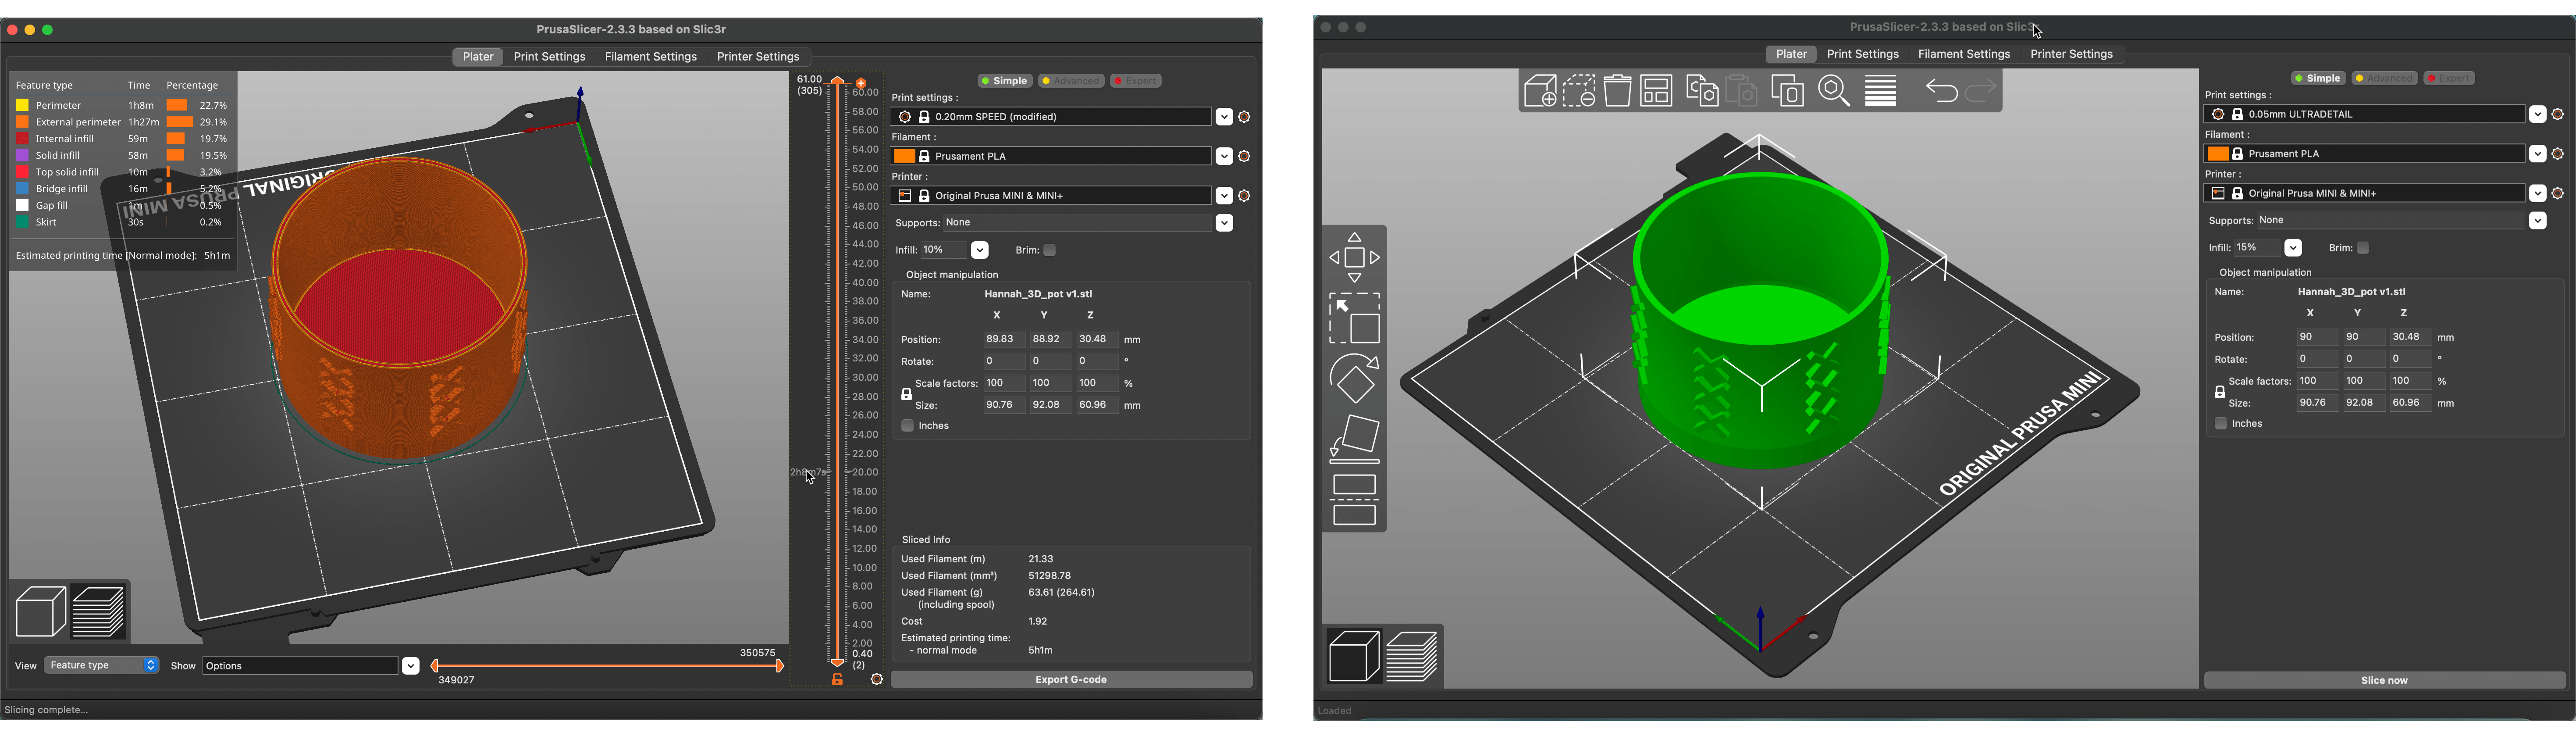 PrusaSlicer-2.3.3 based on Slic3r
Plater Print Settings Filament Settings Printer Settings
Feature type Time Percentage
Perimeter 1h8m 22.7%
External perimeter 1h27m 29.1%
Internal infill 59m 19.7%
Solid infill 58m 19.5%
Top solid infill 10m 3.2%
Bridge infill 16m 5.2%
Gap fill 0.5%
Skirt 30s 0.2%
Estimated printing time [Normal mode]: 5h1m
ORIGINAL PRUSA MINI
61.00
(305)
60.00
58.00
56.00
54.00
52.00
50.00
48.00
46.00
44.00
42.00
40.00
38.00
36.00
34.00
32.00
30.00
28.00
26.00
24.00
22.00
20.00
18.00
16.00
14.00
12.00
10.00
8.00
6.00
4.00
2.00
0.40
(2)
Simple Advanced Expert
Print settings :
0.20mm SPEED (modified)
Filament :
Prusament PLA
Printer :
Original Prusa MINI & MINI+
Supports: None
Infill: 10% Brim:
Object manipulation
Name: Hannah_3D_pot v1.stl
X Y Z
Position: 89.83 88.92 30.48 mm
Rotate: 0 0 0 °
Scale factors: 100 100 100 %
Size: 90.76 92.08 60.96 mm
Inches
Sliced Info
Used Filament (m) 21.33
Used Filament (mm³) 51298.78
Used Filament (g) 63.61 (264.61)
(including spool)
Cost 1.92
Estimated printing time:
- normal mode 5h1m
Export G-code
View Feature type Show Options
350575
349027
Slicing complete...
PrusaSlicer-2.3.3 based on Slic3r
Plater Print Settings Filament Settings Printer Settings
ORIGINAL PRUSA MINI
Simple Advanced Expert
Print settings :
0.05mm ULTRADETAIL
Filament :
Prusament PLA
Printer :
Original Prusa MINI & MINI+
Supports: None
Infill: 15% Brim:
Object manipulation
Name: Hannah_3D_pot v1.stl
X Y Z
Position: 90 90 30.48 mm
Rotate: 0 0 0 °
Scale factors: 100 100 100 %
Size: 90.76 92.08 60.96 mm
Inches
Slice now
Loaded